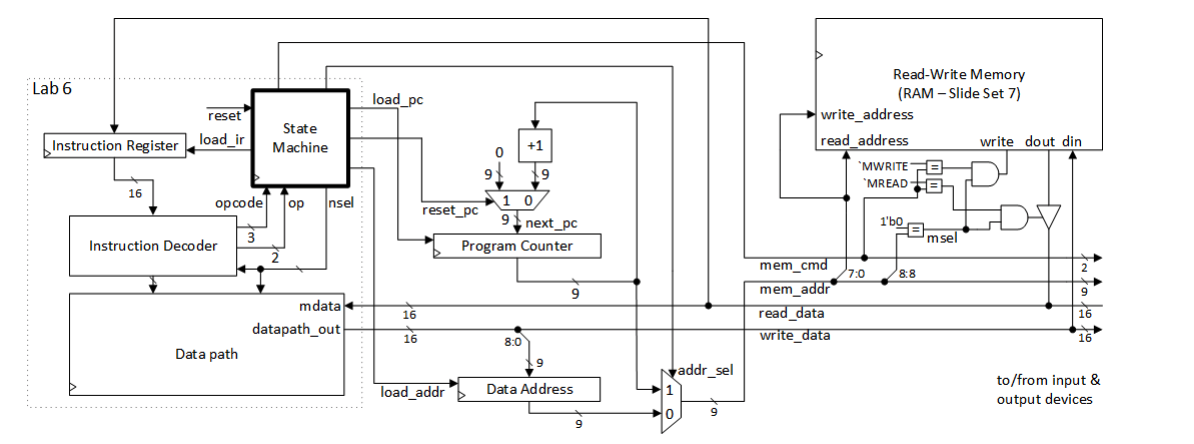 Lab 6
reset
load_ir
State
Machine
Instruction Register
16
Instruction Decoder
opcode
op
nsel
3
2
mdata
datapath_out
Data path
16
16
load_pc
reset_pc
load_addr
+1
0
9
9
1 0
9
next_pc
Program Counter
9
8:0
9
Data Address
9
addr_sel
1
0
9
Read-Write Memory
(RAM – Slide Set 7)
write_address
read_address
write dout din
`MWRITE
=
`MREAD
=
1'b0
=
msel
7:0
8:8
mem_cmd
2
mem_addr
9
read_data
16
write_data
16
to/from input &
output devices